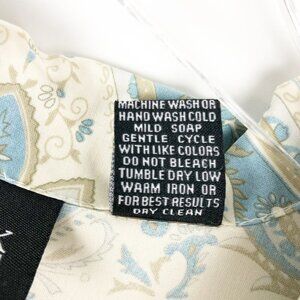 MACHINE WASH OR
HAND WASH COLD
MILD SOAP
GENTLE CYCLE
WITH LIKE COLORS
DO NOT BLEACH
TUMBLE DRY LOW
WARM IRON OR
FOR BEST RESULTS
DRY CLEAN